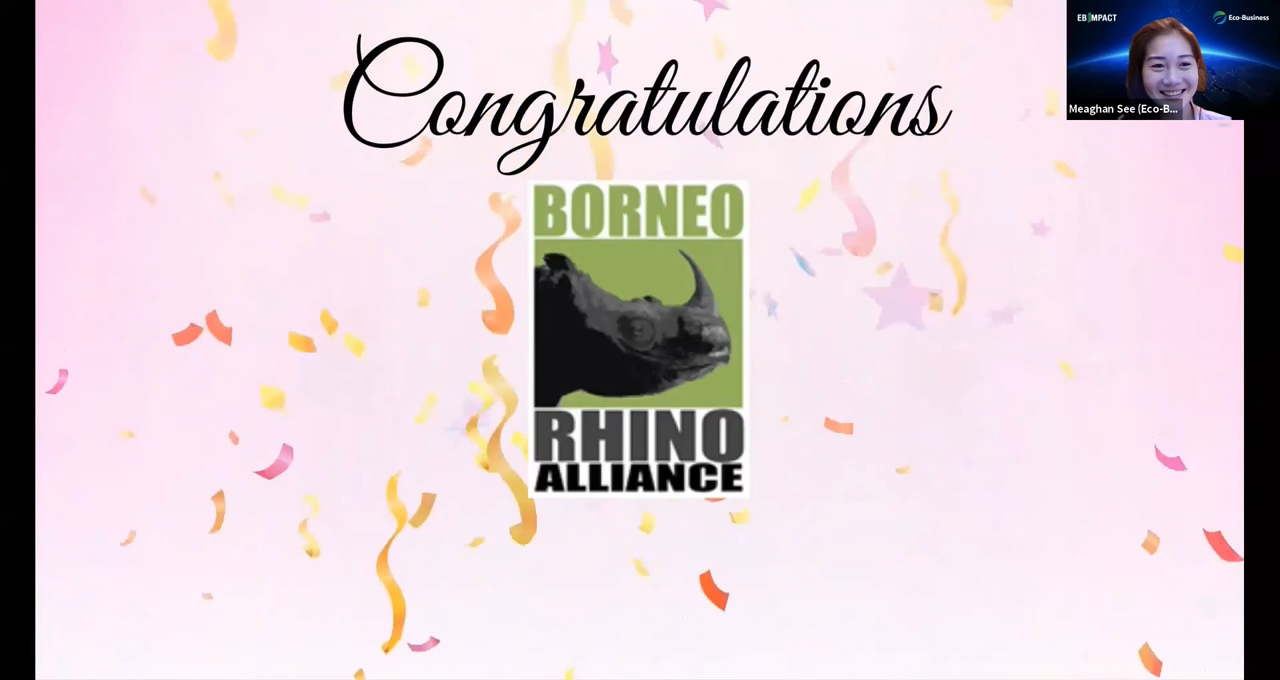 Congratulations
BORNEO
RHINO
ALLIANCE
EB IMPACT
Eco-Business
Meaghan See (Eco-B...